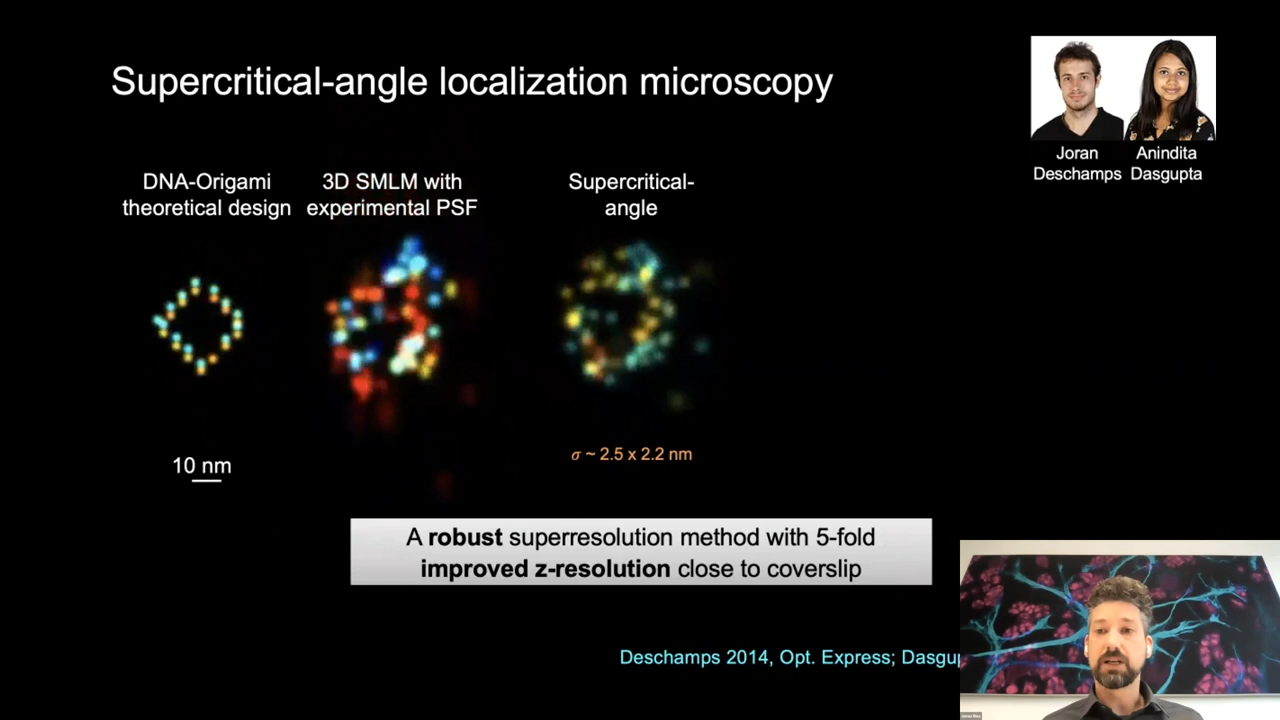 Supercritical-angle localization microscopy
Joran
Deschamps
Anindita
Dasgupta
DNA-Origami
theoretical design
3D SMLM with
experimental PSF
Supercritical-
angle
10 nm
σ ~ 2.5 x 2.2 nm
A robust superresolution method with 5-fold
improved z-resolution close to coverslip
Deschamps 2014, Opt. Express;